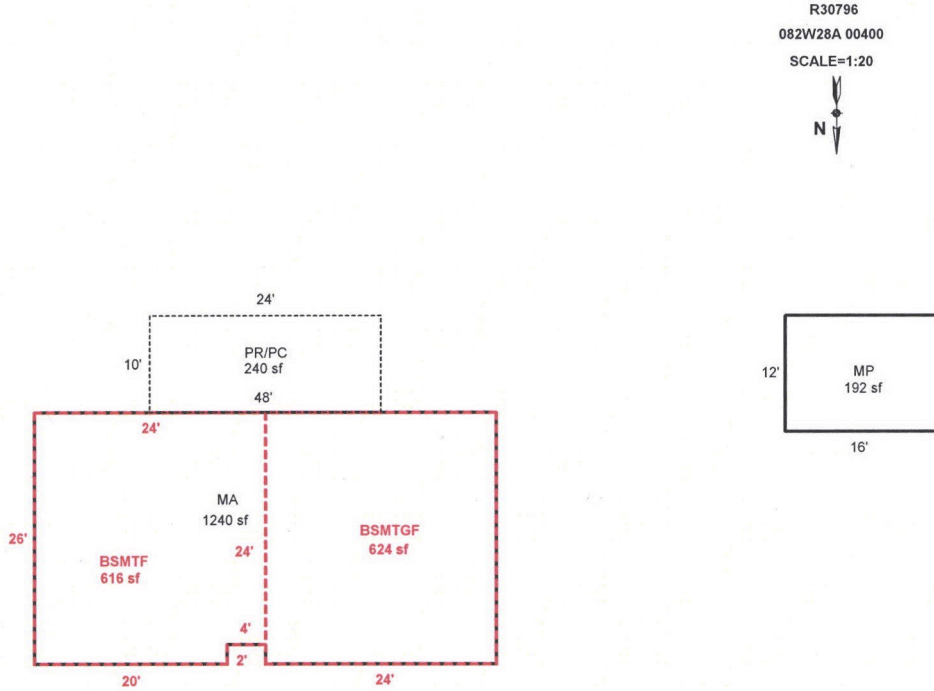 R30796
082W28A 00400
SCALE=1:20
N
24'
10'
PR/PC
240 sf
48'
24'
MA
1240 sf
26'
24'
BSMTF
616 sf
BSMTGF
624 sf
4'
2'
20'
24'
12'
MP
192 sf
16'